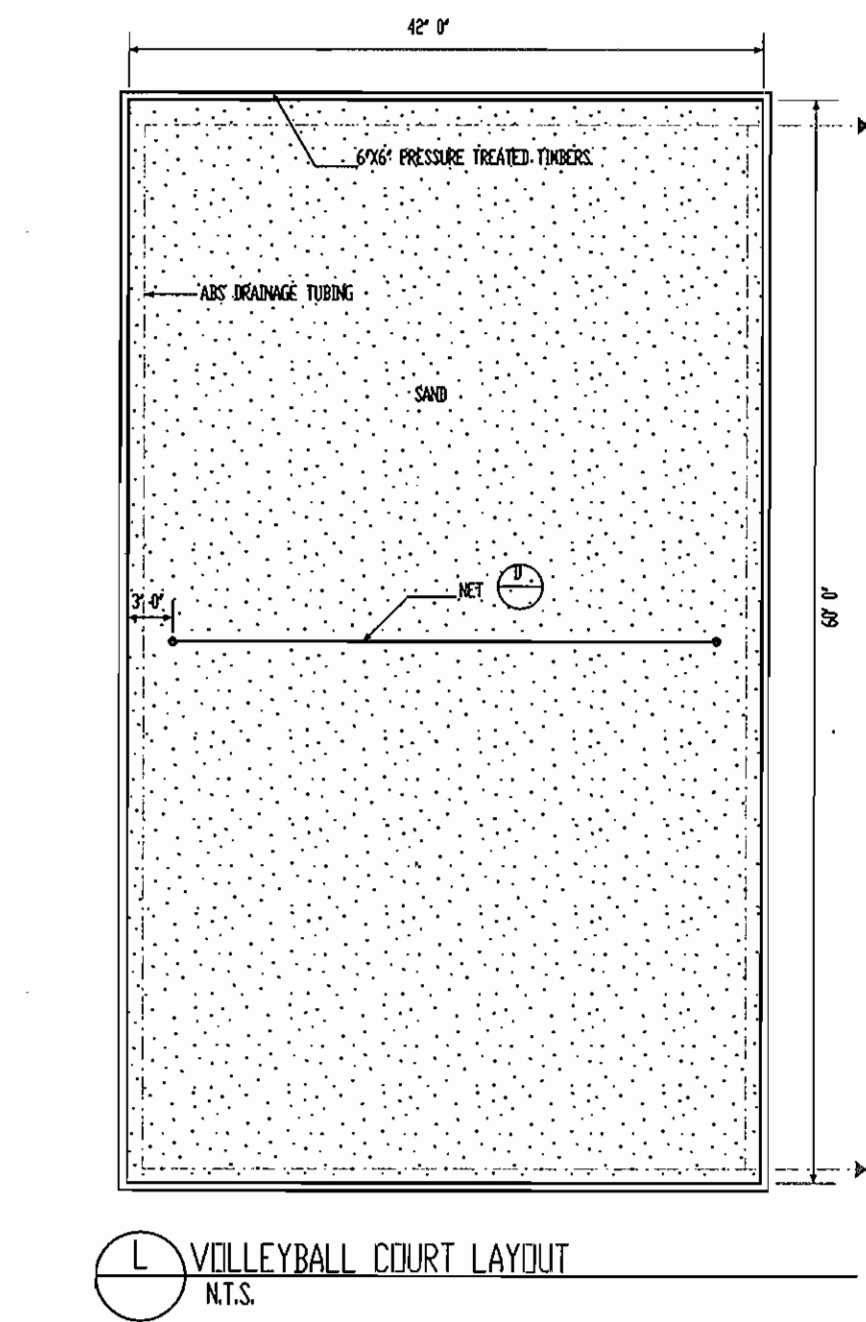 42' 0"
6"X6" PRESSURE TREATED TIMBERS
ABS DRAINAGE TUBING
SAND
NET
3'-0"
60' 0"
L
VOLLEYBALL COURT LAYOUT
N.T.S.